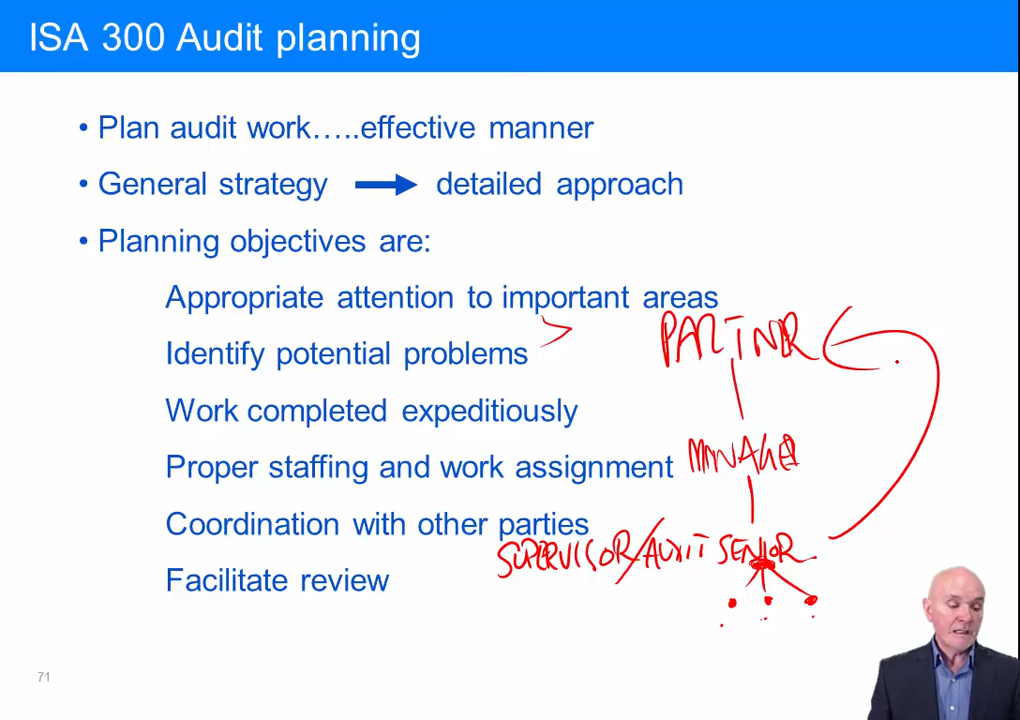 ISA 300 Audit planning
• Plan audit work…..effective manner
• General strategy → detailed approach
• Planning objectives are:
Appropriate attention to important areas
Identify potential problems
PARTNER
Work completed expeditiously
Proper staffing and work assignment
MANAGER
Coordination with other parties
SUPERVISOR/AUDIT SENIOR
Facilitate review
71